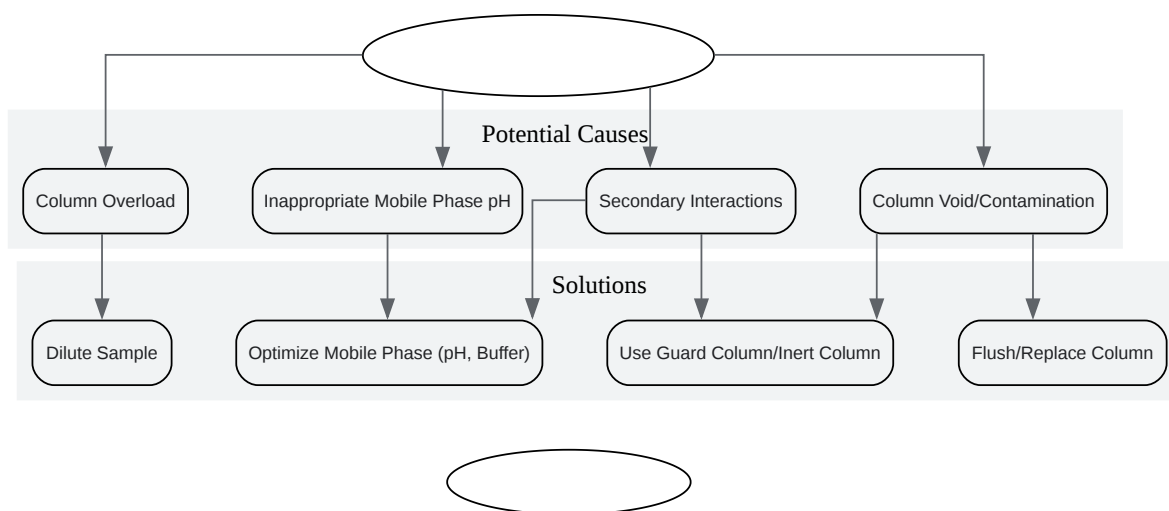 Potential Causes
Column Overload
Inappropriate Mobile Phase pH
Secondary Interactions
Column Void/Contamination
Solutions
Dilute Sample
Optimize Mobile Phase (pH, Buffer)
Use Guard Column/Inert Column
Flush/Replace Column